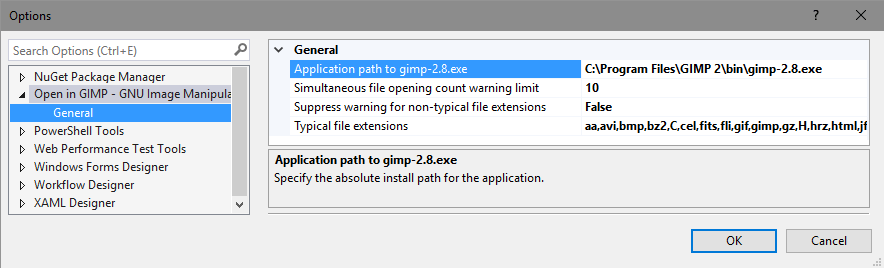 Options
Search Options (Ctrl+E)
NuGet Package Manager
Open in GIMP - GNU Image Manipula
General
PowerShell Tools
Web Performance Test Tools
Windows Forms Designer
Workflow Designer
XAML Designer
General
Application path to gimp-2.8.exe C:\Program Files\GIMP 2\bin\gimp-2.8.exe
Simultaneous file opening count warning limit 10
Suppress warning for non-typical file extensions False
Typical file extensions aa,avi,bmp,bz2,C,cel,fits,fli,gif,gimp,gz,H,hrz,html,jf
Application path to gimp-2.8.exe
Specify the absolute install path for the application.
OK Cancel